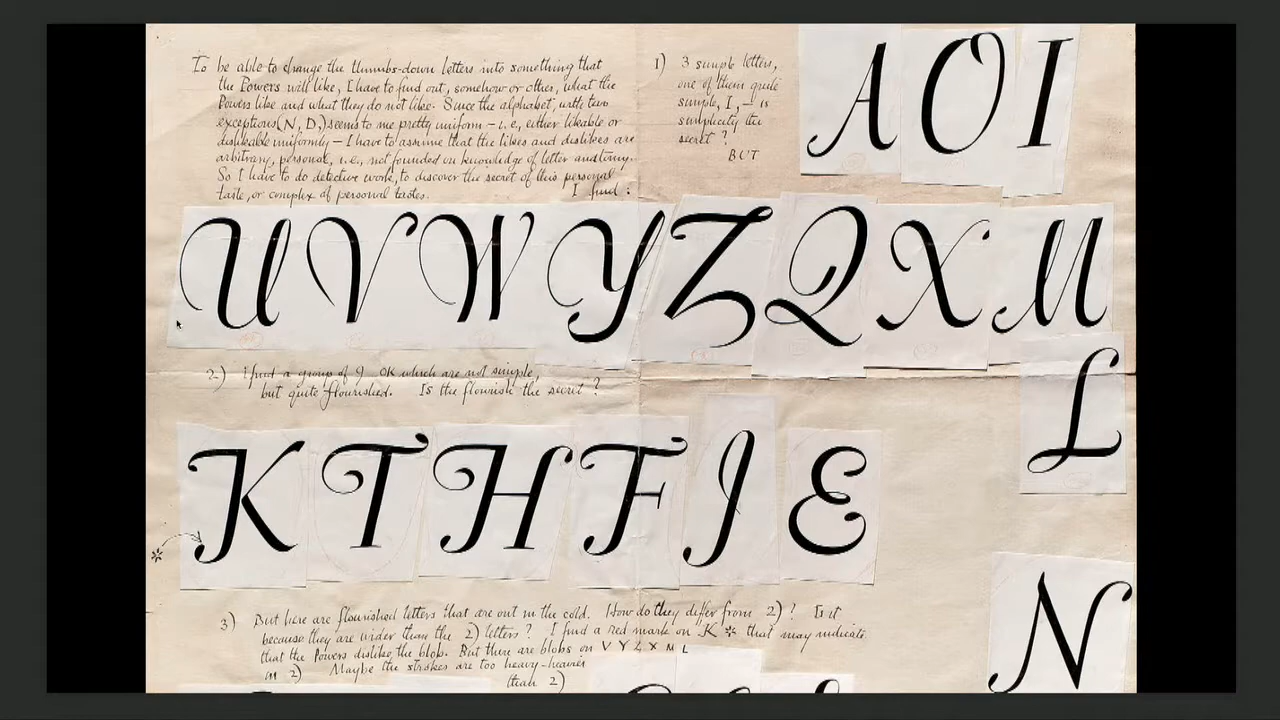 To be able to change the thumbs-down letters into something that
the Powers will like, I have to find out, somehow or other, what the
Powers like and what they do not like. Since the alphabet, with two
exceptions (N, D,) seems to me pretty uniform – i.e., either likeable or
dislikable uniformly – I have to assume that the likes and dislikes are
arbitrary, personal, i.e., not founded on knowledge of letter anatomy.
So I have to do detective work, to discover the secret of this personal
taste, or complex of personal tastes. I find:
1) 3 simple letters,
one of them quite
simple, I, – is
simplicity the
secret?
BUT
A O I
U V W Y Z Q X M
L
2) I find a group of 9 OK which are not simple,
but quite flourished. Is the flourish the secret?
K T H F J E
N
3) But here are flourished letters that are out in the cold. How do they differ from 2)? Is it
because they are wider than the 2) letters? I find a red mark on K * that may indicate
that the Powers dislike the blob. But there are blobs on V Y Z X M L
in 2) Maybe the strokes are too heavy – heavier
than 2)